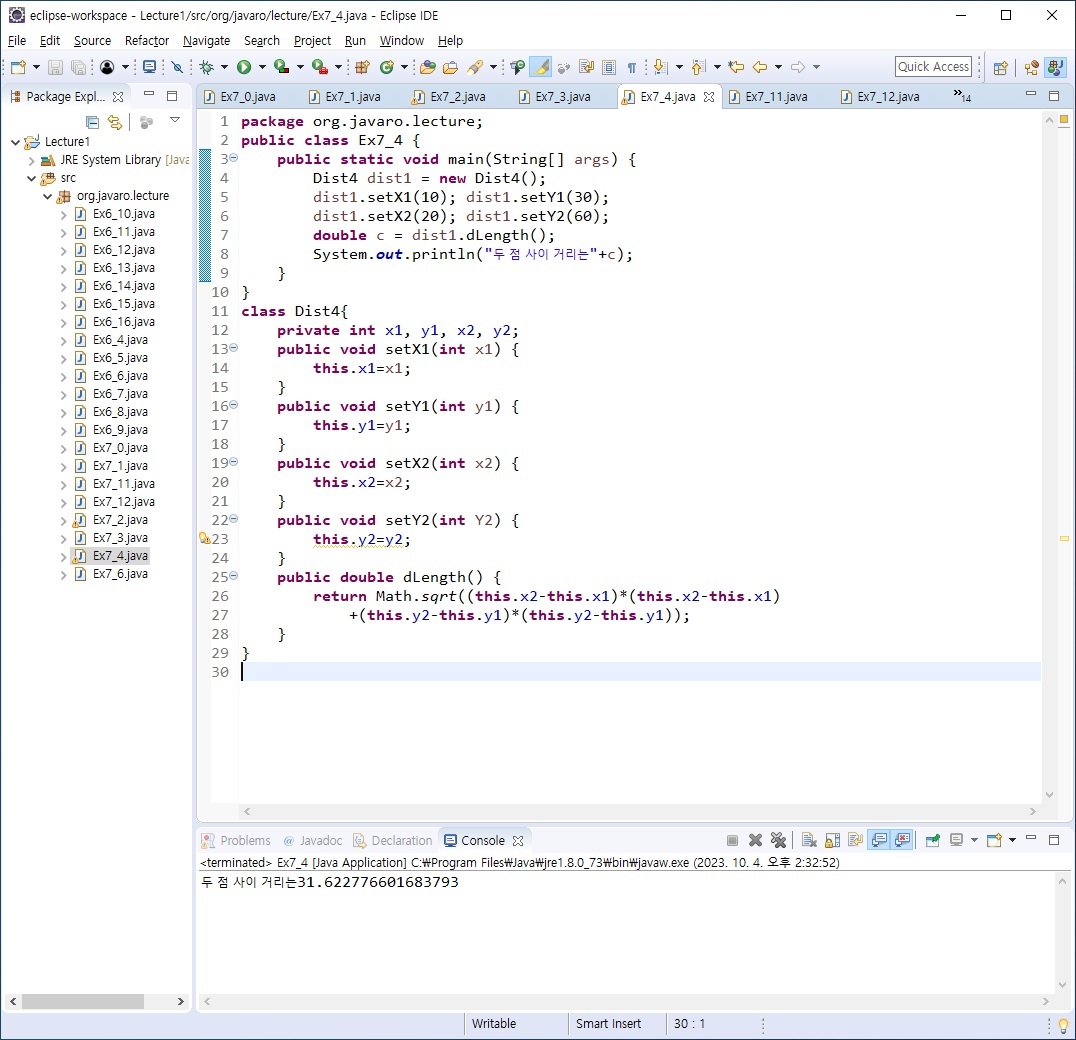 eclipse-workspace - Lecture1/src/org/javaro/lecture/Ex7_4.java - Eclipse IDE
File Edit Source Refactor Navigate Search Project Run Window Help
Quick Access
Package Expl...
Ex7_0.java Ex7_1.java Ex7_2.java Ex7_3.java Ex7_4.java Ex7_11.java Ex7_12.java »14
Lecture1
JRE System Library [Java
src
org.javaro.lecture
Ex6_10.java
Ex6_11.java
Ex6_12.java
Ex6_13.java
Ex6_14.java
Ex6_15.java
Ex6_16.java
Ex6_4.java
Ex6_5.java
Ex6_6.java
Ex6_7.java
Ex6_8.java
Ex6_9.java
Ex7_0.java
Ex7_1.java
Ex7_11.java
Ex7_12.java
Ex7_2.java
Ex7_3.java
Ex7_4.java
Ex7_6.java
1 package org.javaro.lecture;
2 public class Ex7_4 {
3 public static void main(String[] args) {
4 Dist4 dist1 = new Dist4();
5 dist1.setX1(10); dist1.setY1(30);
6 dist1.setX2(20); dist1.setY2(60);
7 double c = dist1.dLength();
8 System.out.println("두 점 사이 거리는"+c);
9 }
10 }
11 class Dist4{
12 private int x1, y1, x2, y2;
13 public void setX1(int x1) {
14 this.x1=x1;
15 }
16 public void setY1(int y1) {
17 this.y1=y1;
18 }
19 public void setX2(int x2) {
20 this.x2=x2;
21 }
22 public void setY2(int Y2) {
23 this.y2=y2;
24 }
25 public double dLength() {
26 return Math.sqrt((this.x2-this.x1)*(this.x2-this.x1)
27 +(this.y2-this.y1)*(this.y2-this.y1));
28 }
29 }
30
Problems Javadoc Declaration Console
<terminated> Ex7_4 [Java Application] C:₩Program Files₩Java₩jre1.8.0_73₩bin₩javaw.exe (2023. 10. 4. 오후 2:32:52)
두 점 사이 거리는31.622776601683793
Writable Smart Insert 30 : 1